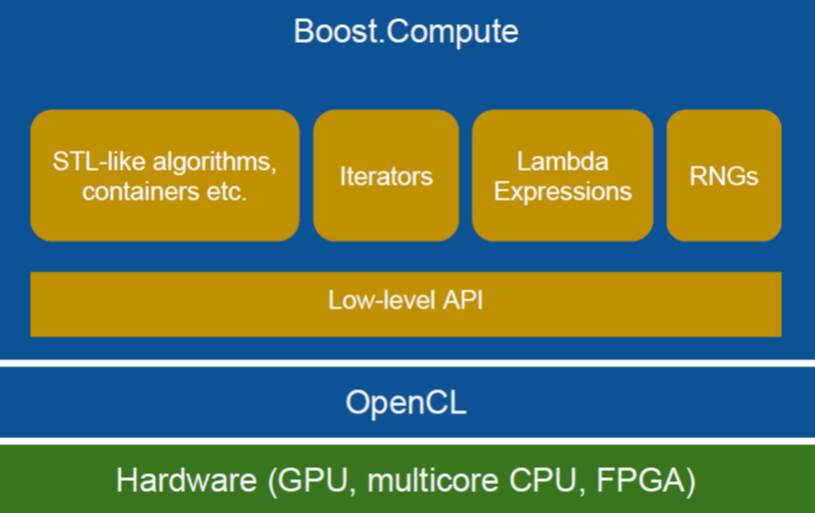 Boost.Compute
STL-like algorithms,
containers etc.
Iterators
Lambda
Expressions
RNGs
Low-level API
OpenCL
Hardware (GPU, multicore CPU, FPGA)